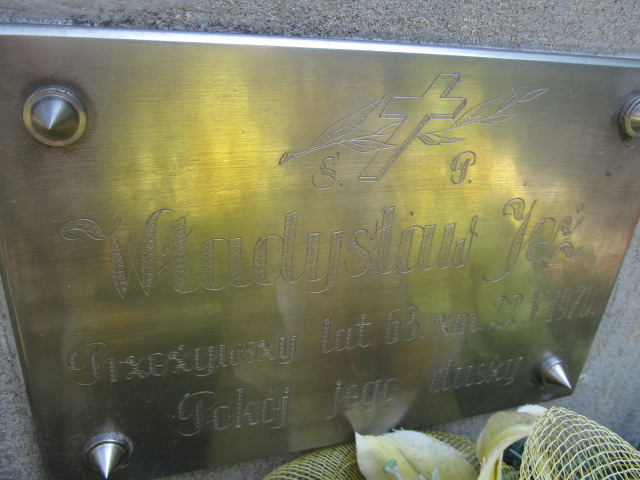 Ś. P.
Władysław Jeż
Przeżywszy lat 63. zm. 22.V.1971.
Pokój jego duszy